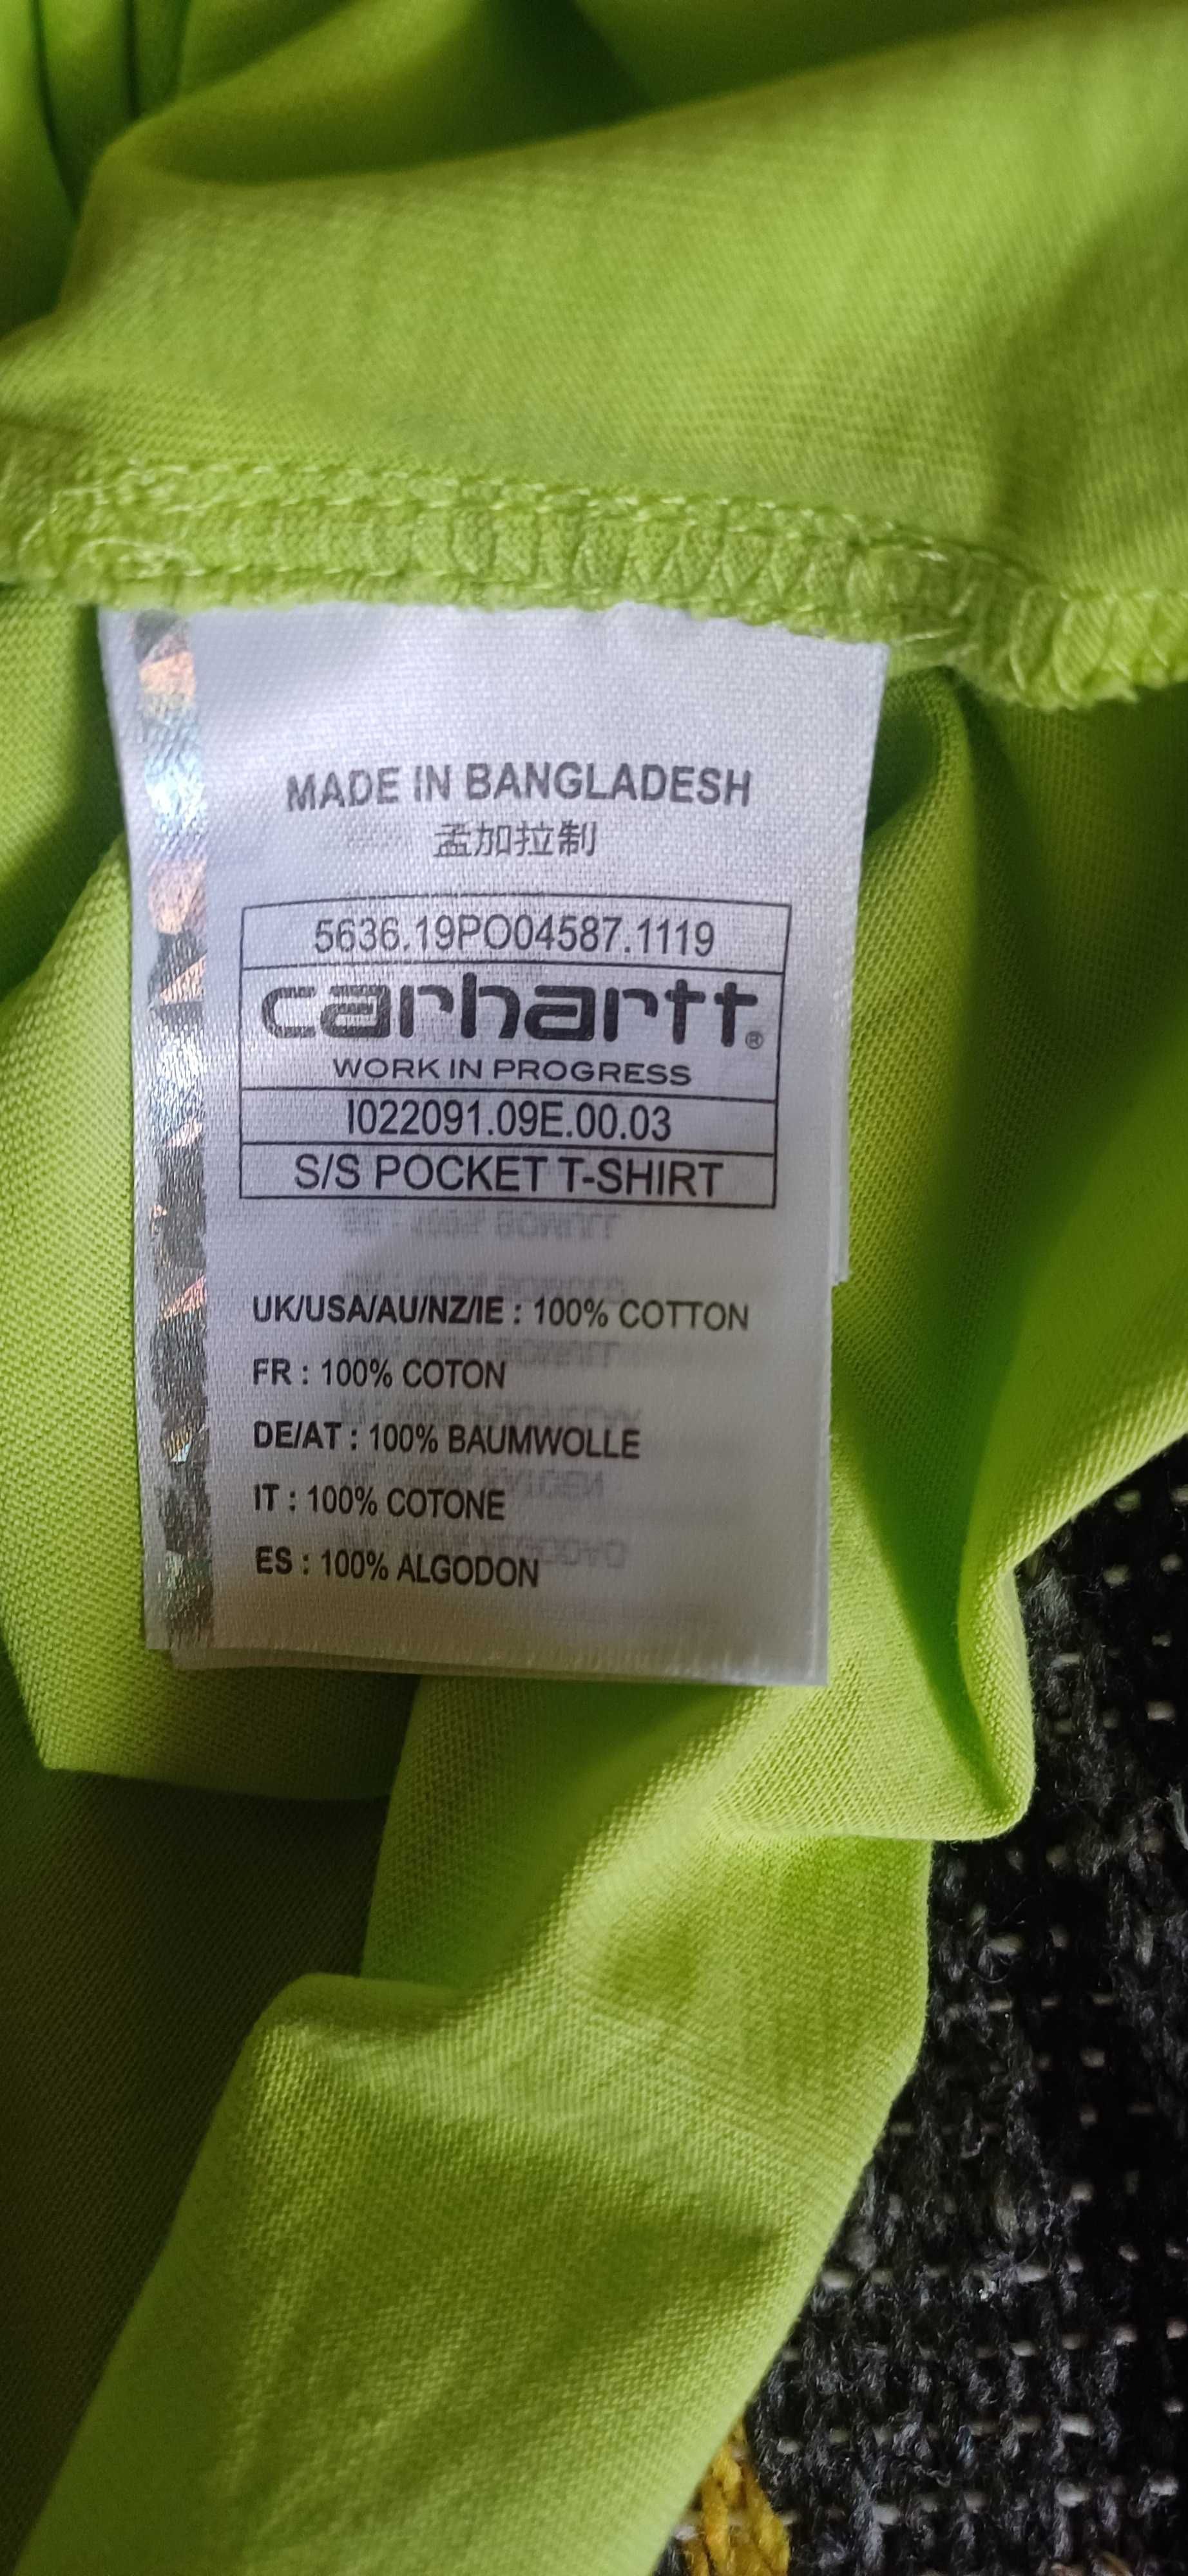 MADE IN BANGLADESH
孟加拉制
5636.19PO04587.1119
carhartt®
WORK IN PROGRESS
I022091.09E.00.03
S/S POCKET T-SHIRT
UK/USA/AU/NZ/IE : 100% COTTON
FR : 100% COTON
DE/AT : 100% BAUMWOLLE
IT : 100% COTONE
ES : 100% ALGODON